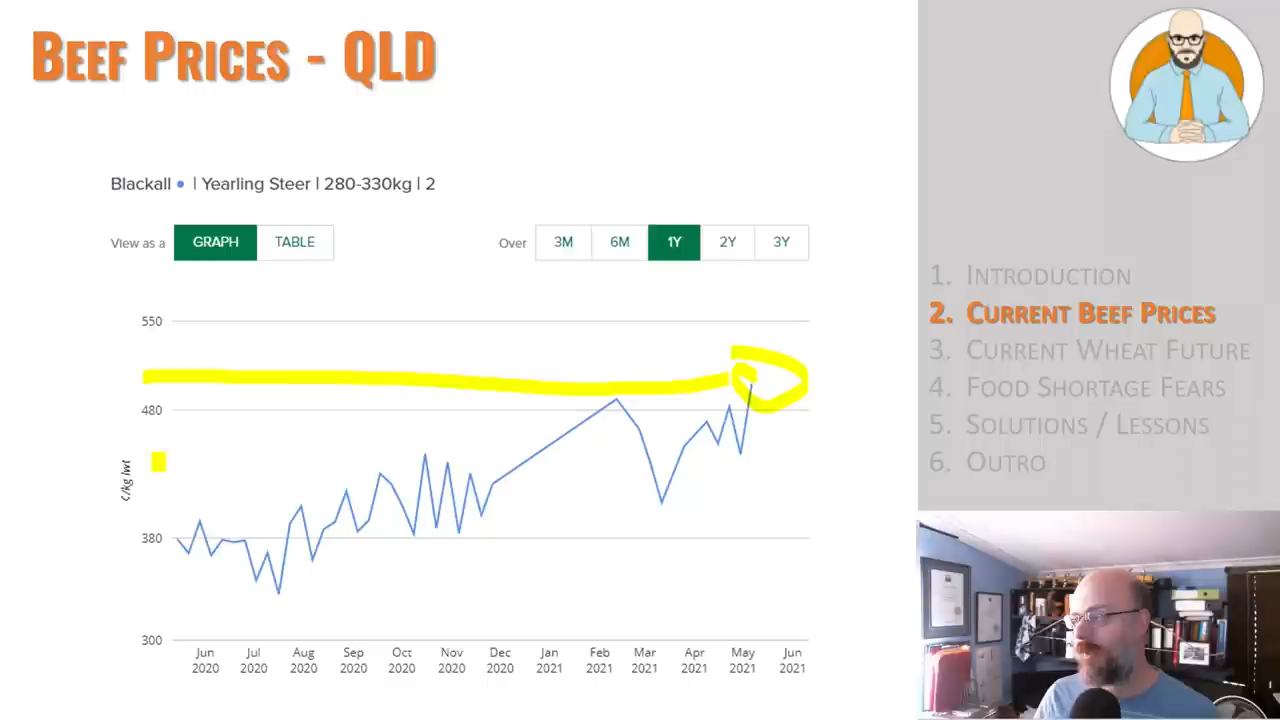 BEEF PRICES - QLD
Blackall • | Yearling Steer | 280-330kg | 2
View as a GRAPH TABLE Over 3M 6M 1Y 2Y 3Y
550
480
¢/kg lwt
380
300
Jun 2020 Jul 2020 Aug 2020 Sep 2020 Oct 2020 Nov 2020 Dec 2020 Jan 2021 Feb 2021 Mar 2021 Apr 2021 May 2021 Jun 2021
1. INTRODUCTION
2. CURRENT BEEF PRICES
3. CURRENT WHEAT FUTURE
4. FOOD SHORTAGE FEARS
5. SOLUTIONS / LESSONS
6. OUTRO